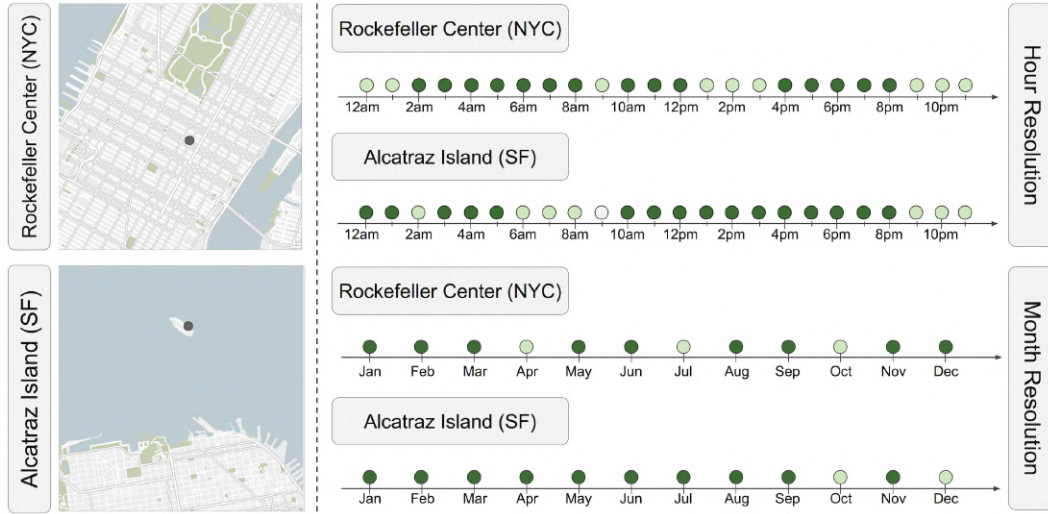 Rockefeller Center (NYC)
Alcatraz Island (SF)
Rockefeller Center (NYC)
12am 2am 4am 6am 8am 10am 12pm 2pm 4pm 6pm 8pm 10pm
Alcatraz Island (SF)
12am 2am 4am 6am 8am 10am 12pm 2pm 4pm 6pm 8pm 10pm
Hour Resolution
Rockefeller Center (NYC)
Jan Feb Mar Apr May Jun Jul Aug Sep Oct Nov Dec
Alcatraz Island (SF)
Jan Feb Mar Apr May Jun Jul Aug Sep Oct Nov Dec
Month Resolution